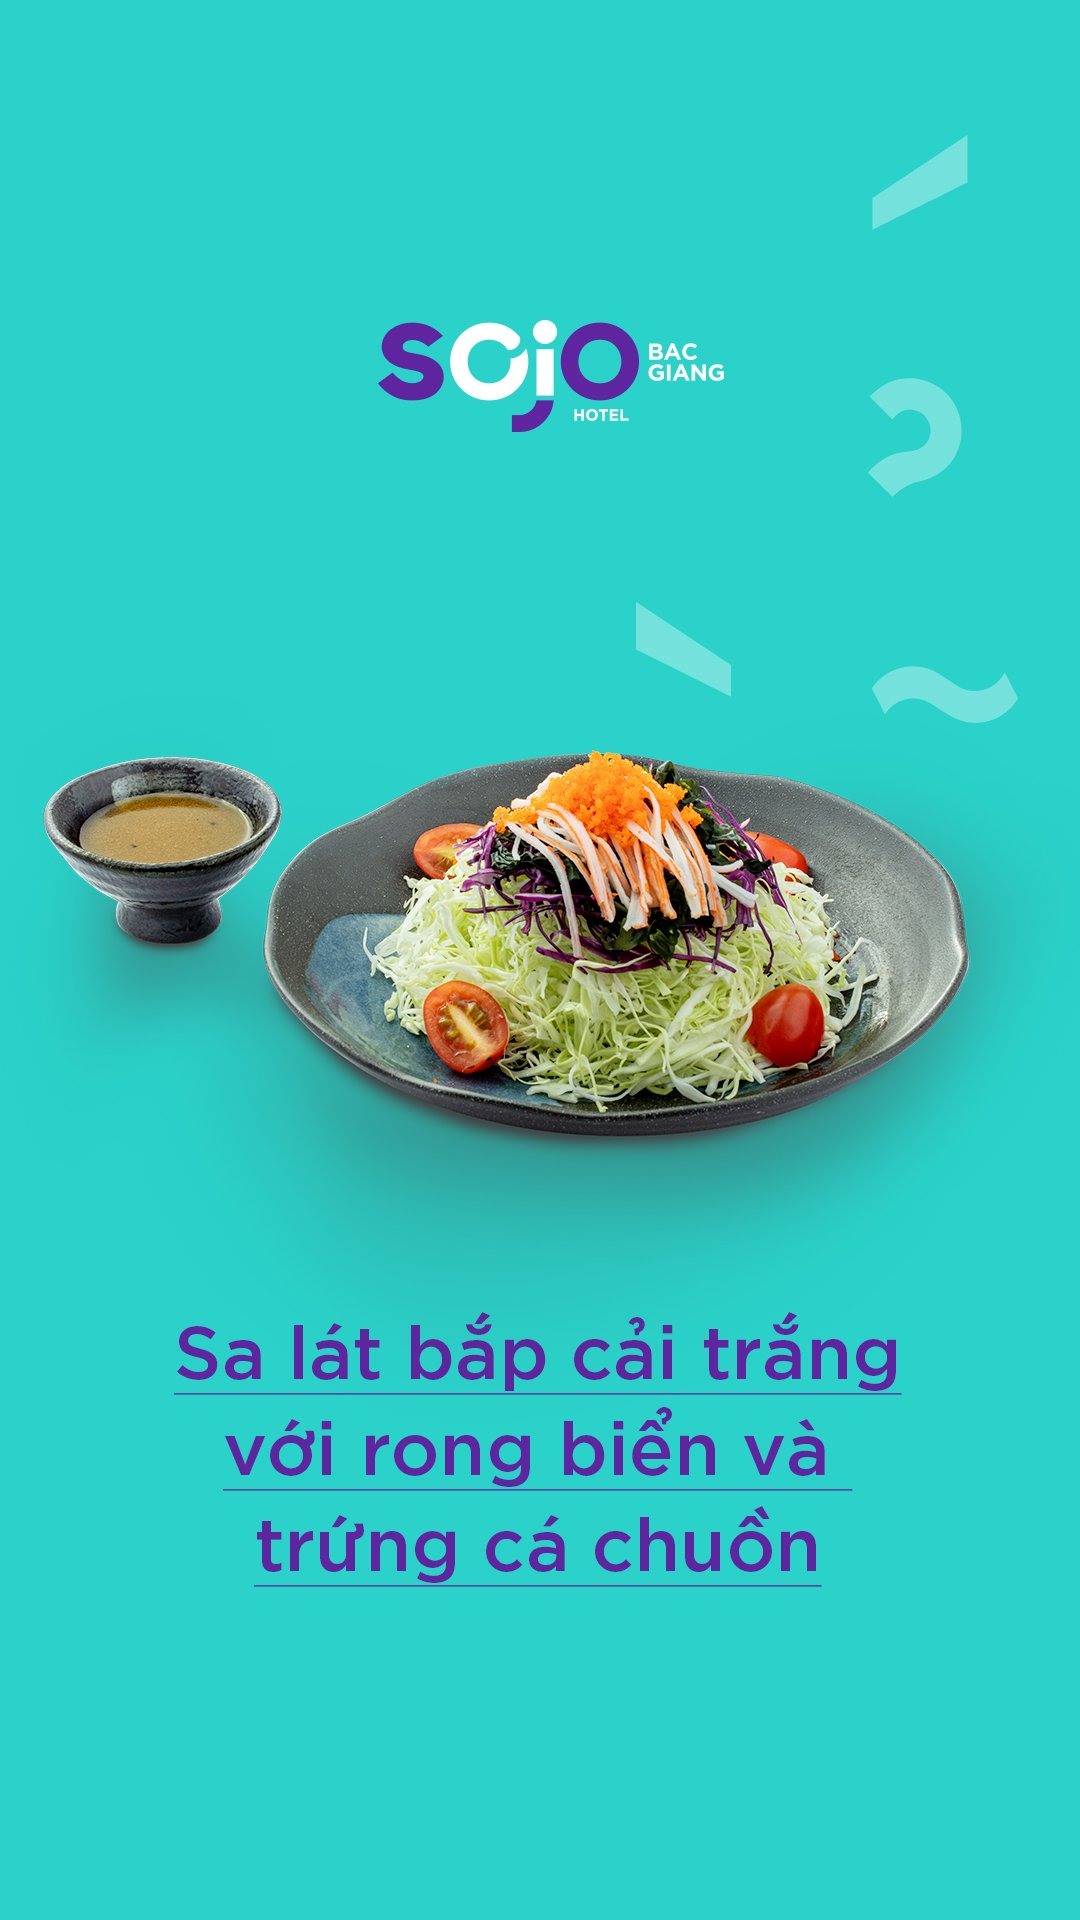 SOJO
BAC
GIANG
HOTEL
Sa lát bắp cải trắng
với rong biển và
trứng cá chuồn